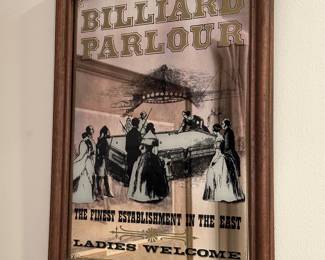 BILLIARD
PARLOUR
THE FINEST ESTABLISHMENT IN THE EAST
LADIES WELCOME